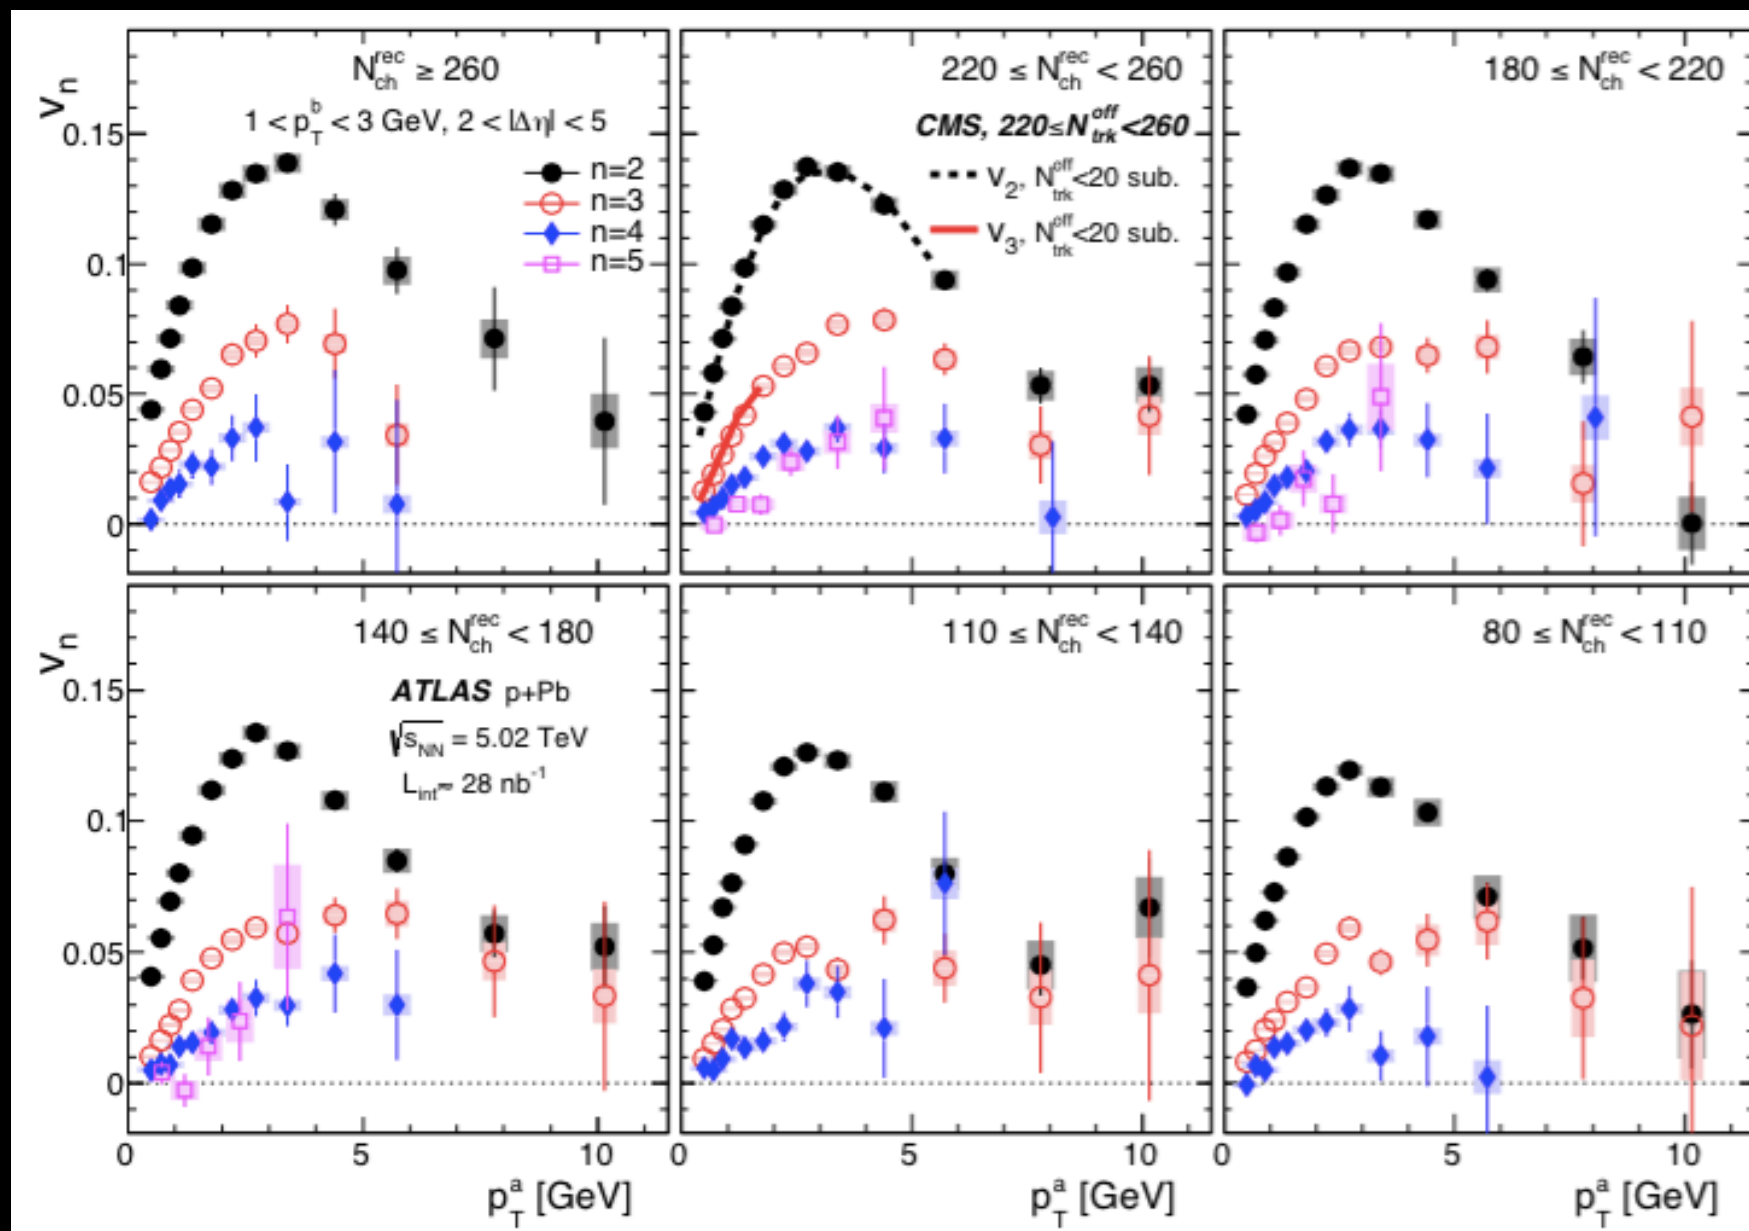 N_ch^rec ≥ 260
1 < p_T^b < 3 GeV, 2 < |Δη| < 5
n=2
n=3
n=4
n=5
v_n
0.15
0.1
0.05
0
220 ≤ N_ch^rec < 260
CMS, 220≤N_trk^off<260
v_2, N_trk^off<20 sub.
v_3, N_trk^off<20 sub.
180 ≤ N_ch^rec < 220
140 ≤ N_ch^rec < 180
ATLAS p+Pb
√s_NN = 5.02 TeV
L_int ≈ 28 nb^-1
v_n
0.15
0.1
0.05
0
110 ≤ N_ch^rec < 140
80 ≤ N_ch^rec < 110
0 5 10
0 5 10
0 5 10
p_T^a [GeV]
p_T^a [GeV]
p_T^a [GeV]